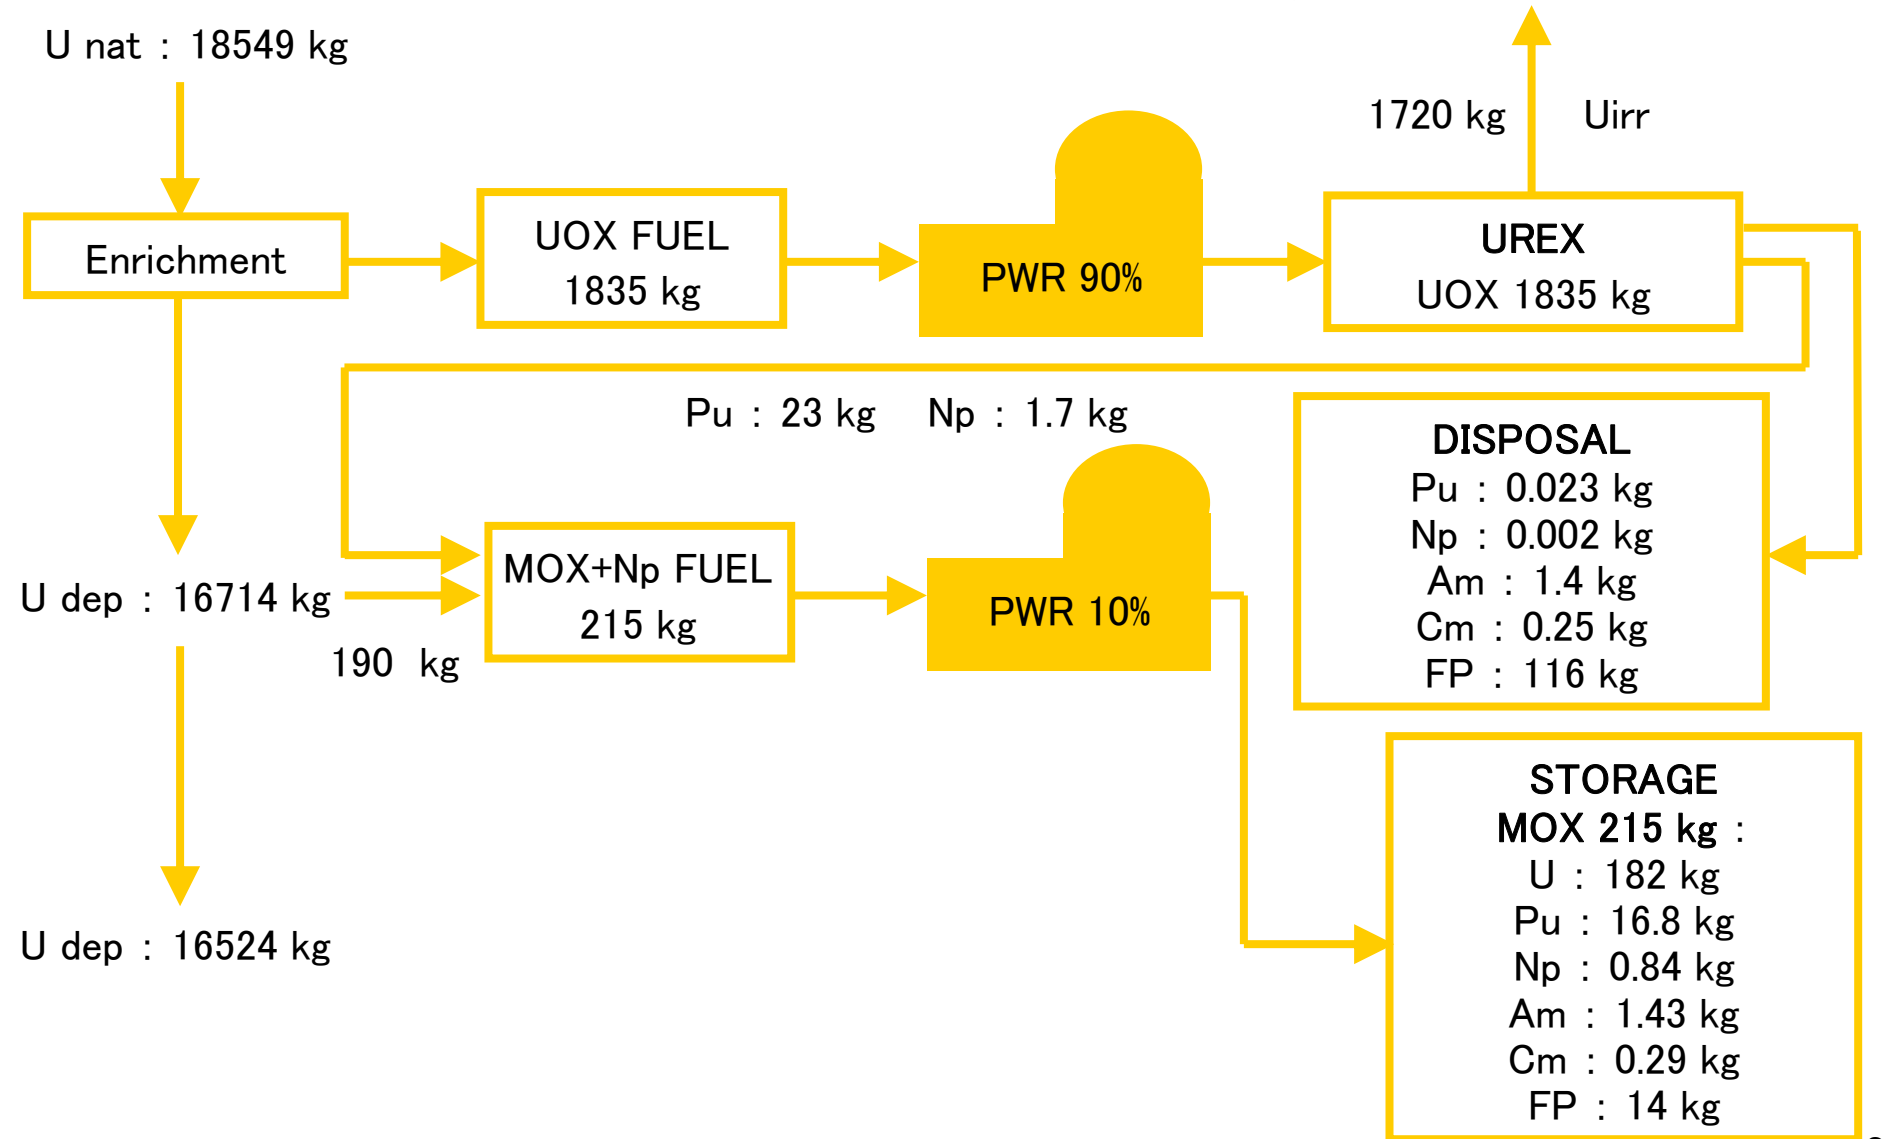 U nat : 18549 kg
1720 kg Uirr
Enrichment
UOX FUEL
1835 kg
PWR 90%
UREX
UOX 1835 kg
Pu : 23 kg Np : 1.7 kg
DISPOSAL
Pu : 0.023 kg
Np : 0.002 kg
Am : 1.4 kg
Cm : 0.25 kg
FP : 116 kg
U dep : 16714 kg
190 kg
MOX+Np FUEL
215 kg
PWR 10%
STORAGE
MOX 215 kg :
U : 182 kg
Pu : 16.8 kg
Np : 0.84 kg
Am : 1.43 kg
Cm : 0.29 kg
FP : 14 kg
U dep : 16524 kg